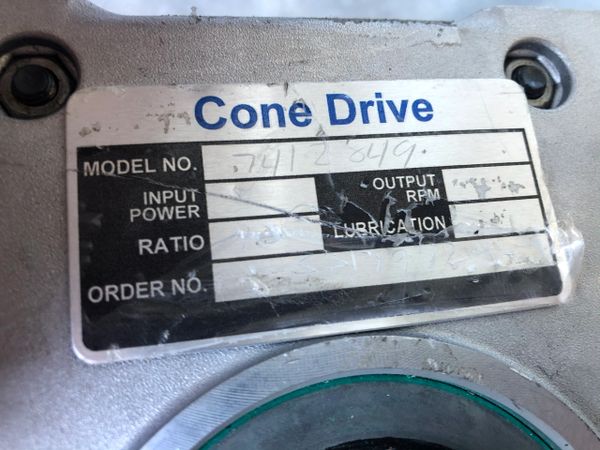 Cone Drive
MODEL NO. 7412849
INPUT POWER OUTPUT RPM
RATIO LUBRICATION
ORDER NO.